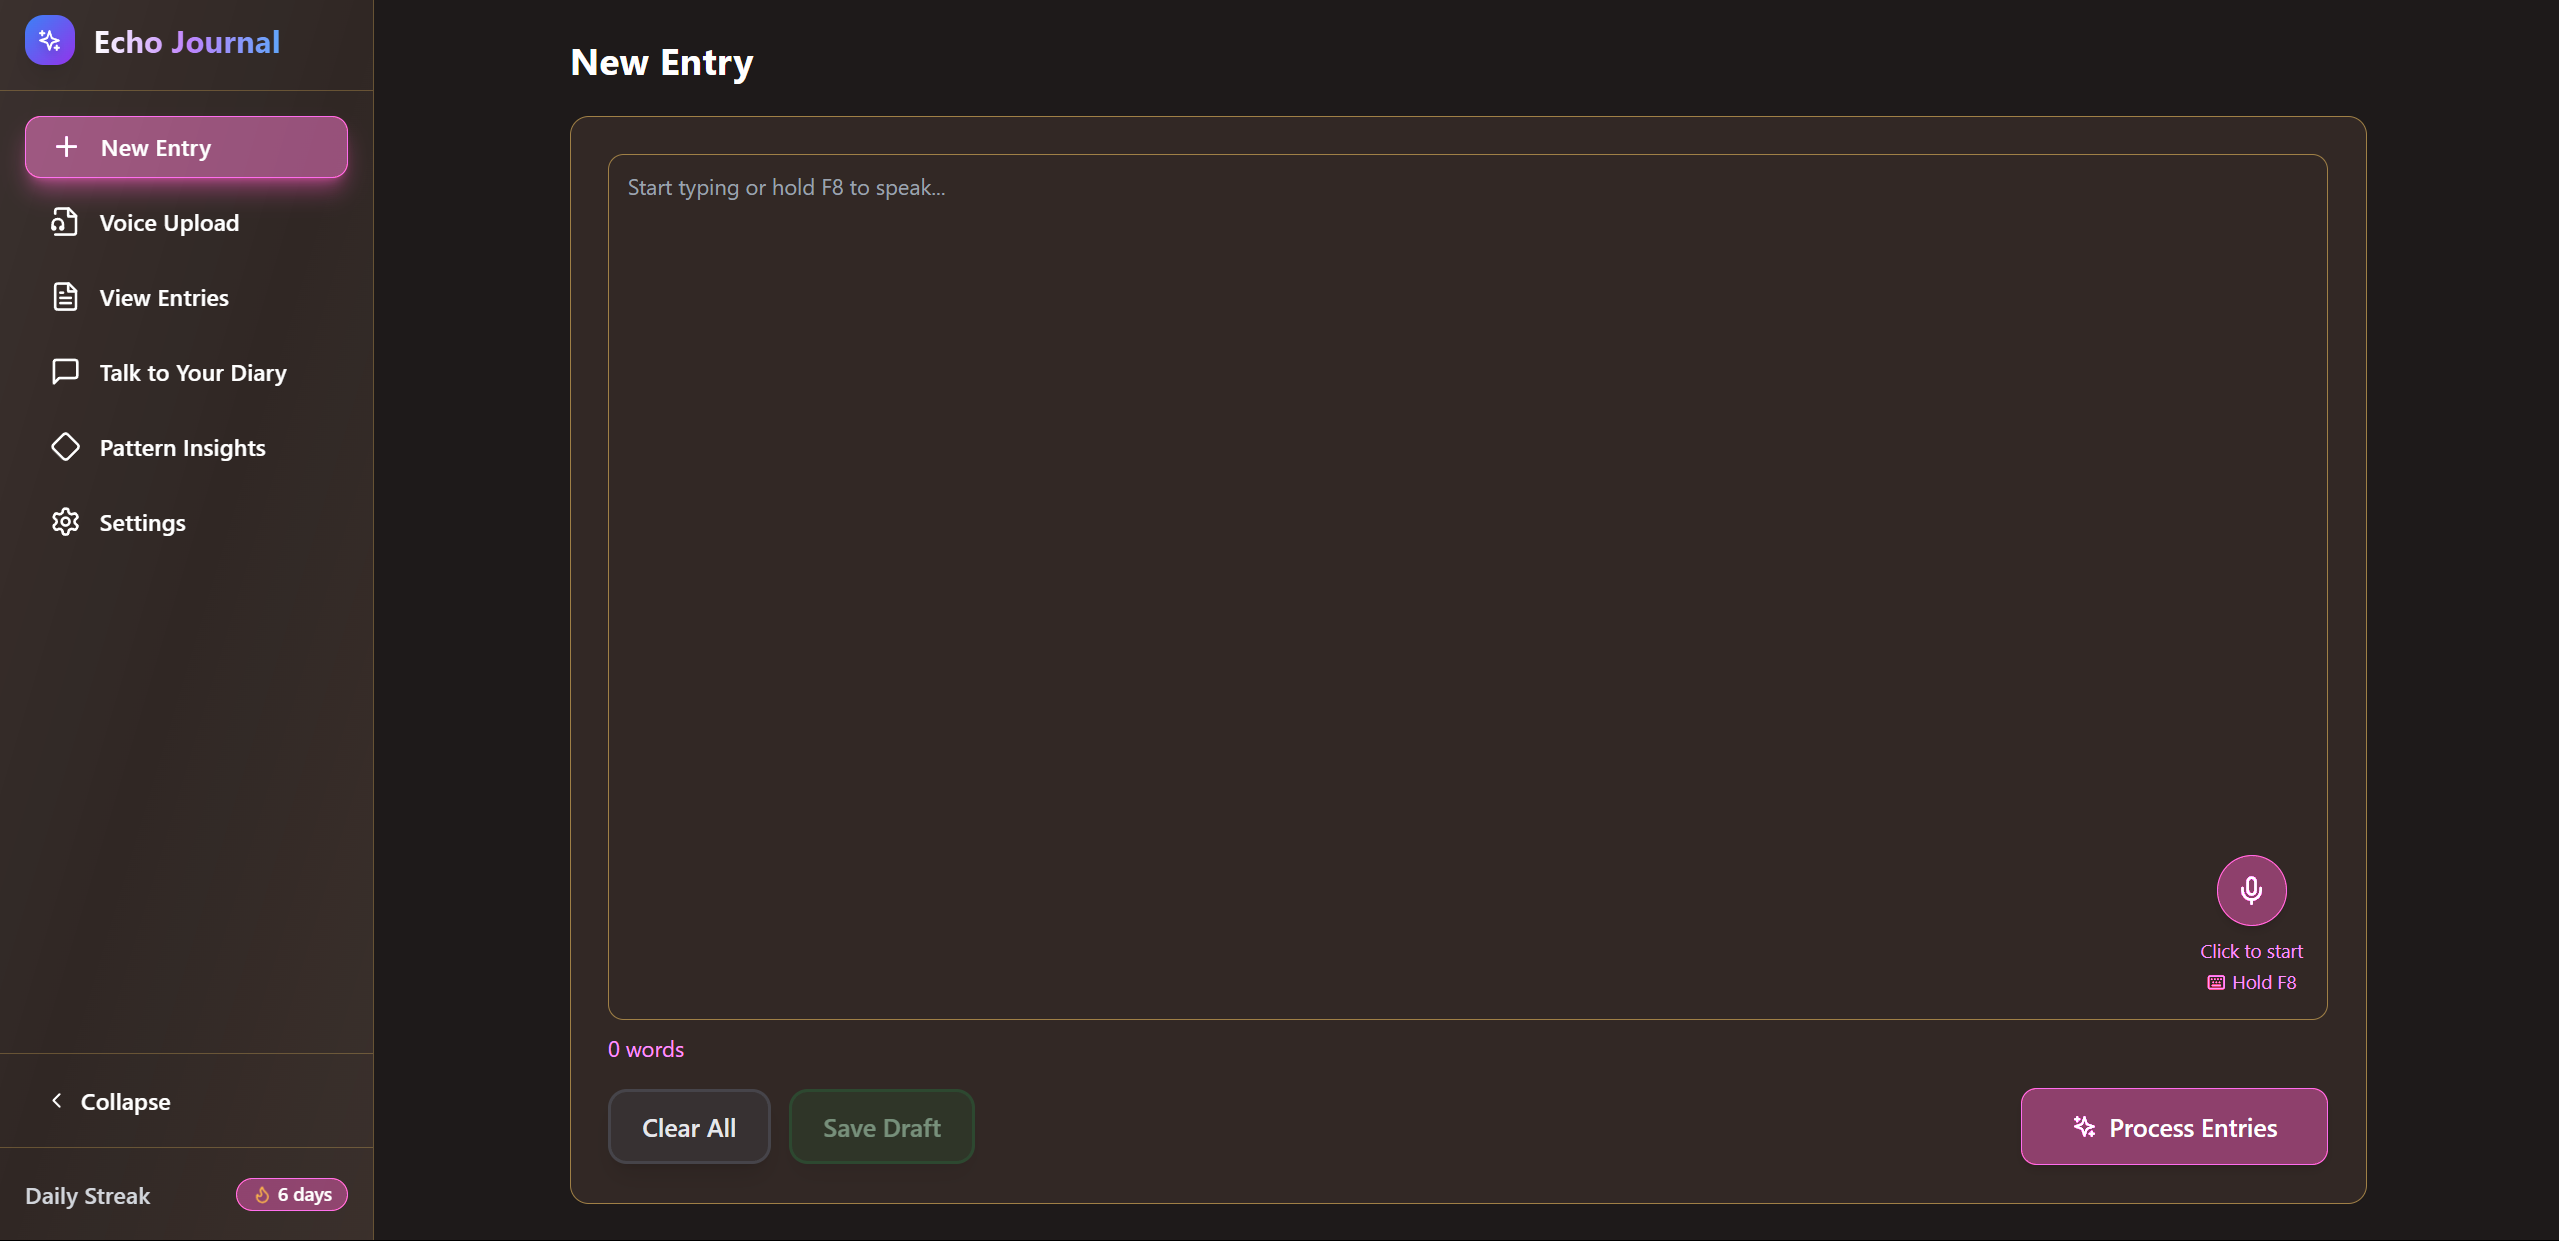 Echo Journal
New Entry
Voice Upload
View Entries
Talk to Your Diary
Pattern Insights
Settings
Collapse
Daily Streak
6 days
New Entry
Start typing or hold F8 to speak...
Click to start
Hold F8
0 words
Clear All
Save Draft
Process Entries